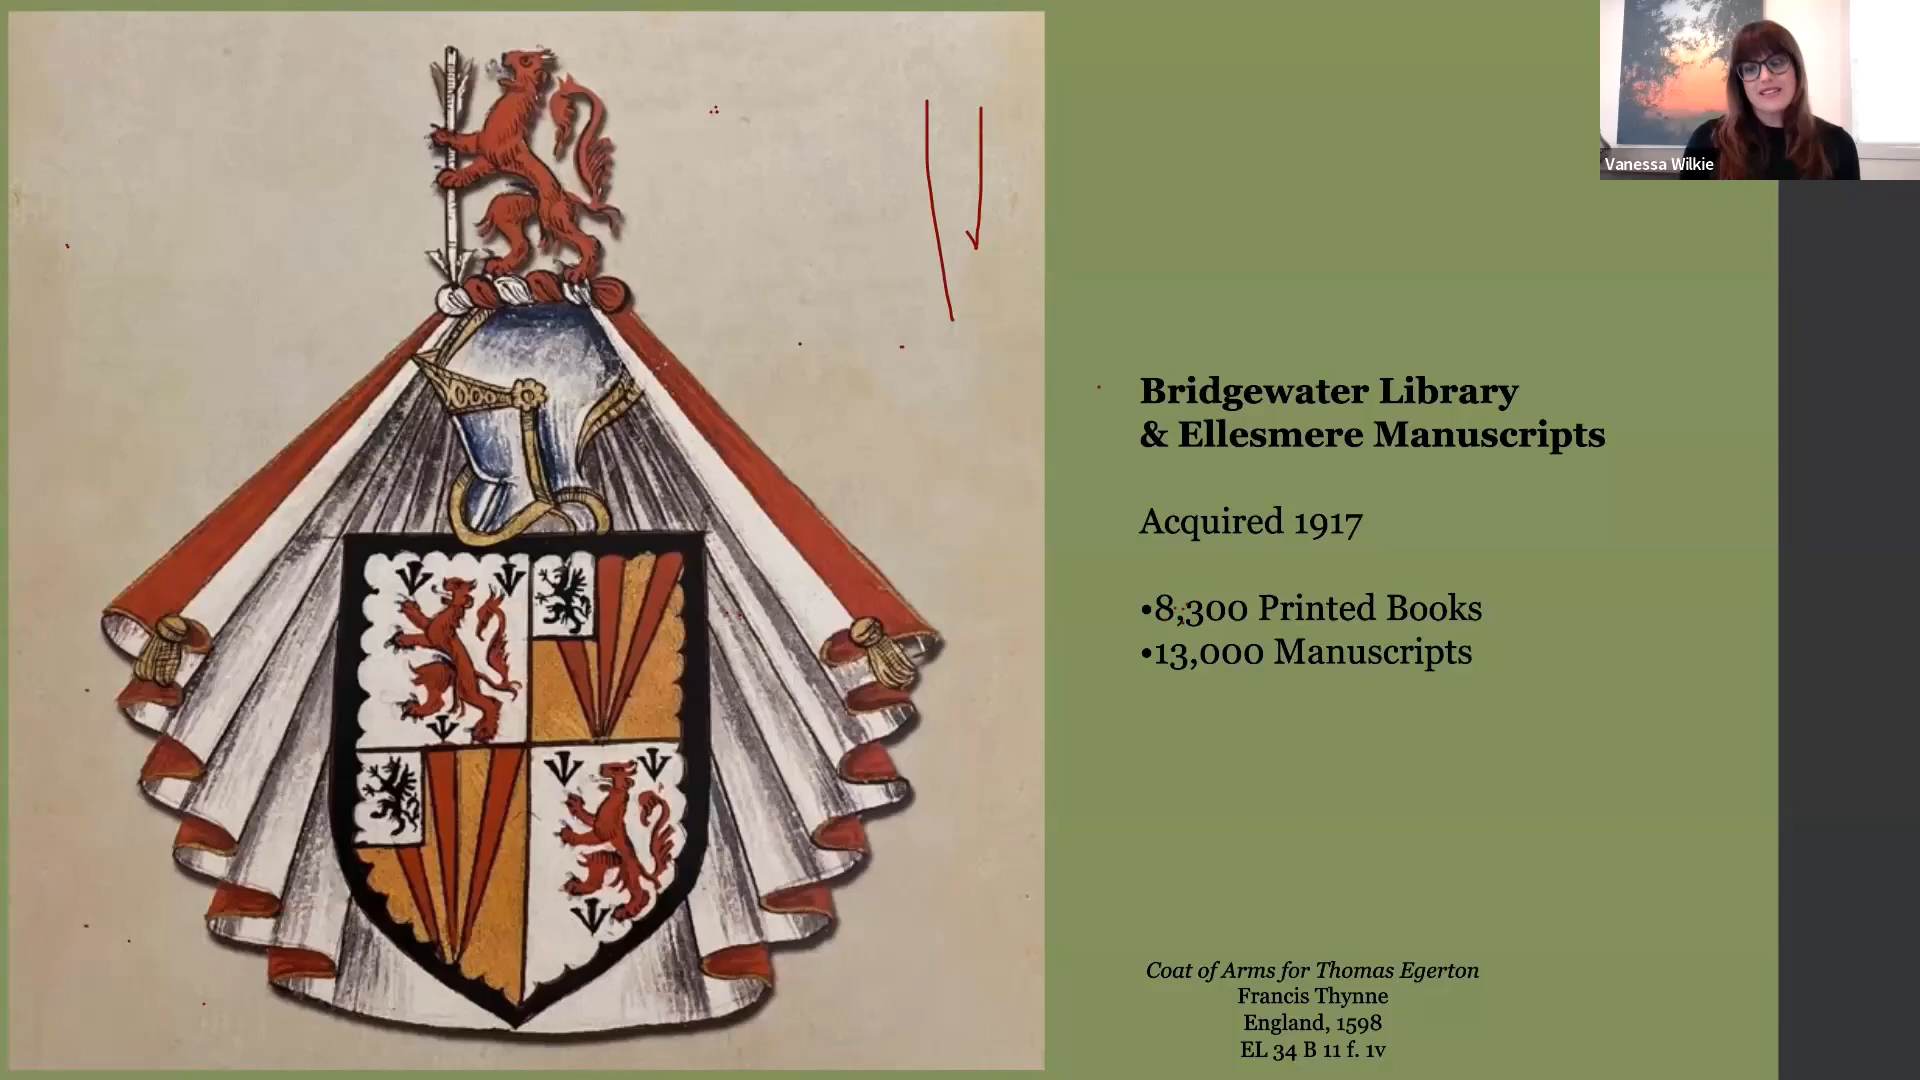 Vanessa Wilkie
Bridgewater Library
& Ellesmere Manuscripts
Acquired 1917
•8,300 Printed Books
•13,000 Manuscripts
Coat of Arms for Thomas Egerton
Francis Thynne
England, 1598
EL 34 B 11 f. 1v